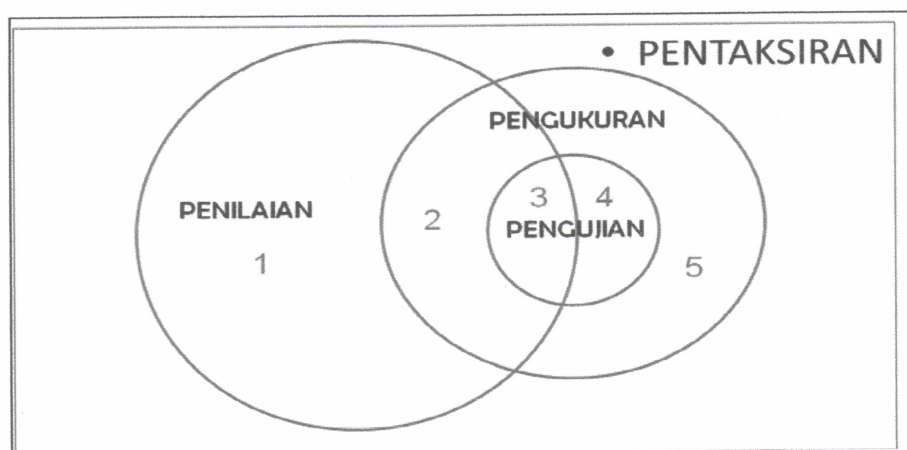 • PENTAKSIRAN
PENGUKURAN
3 4
PENILAIAN
2
PENGUJIAN
1
5